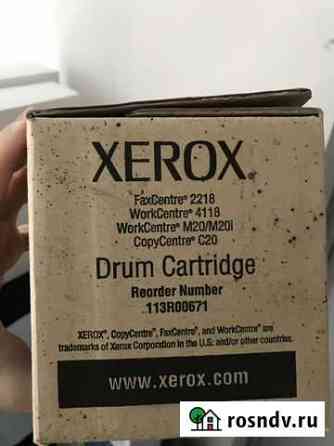 XEROX®
FaxCentre® 2218
WorkCentre® 4118
WorkCentre® M20/M20i
CopyCentre® C20
Drum Cartridge
Reorder Number
113R00671
XEROX®, CopyCentre®, FaxCentre®, and WorkCentre® are
trademarks of Xerox Corporation in the U.S. and/or other countries.
www.xerox.com
rosndv.ru